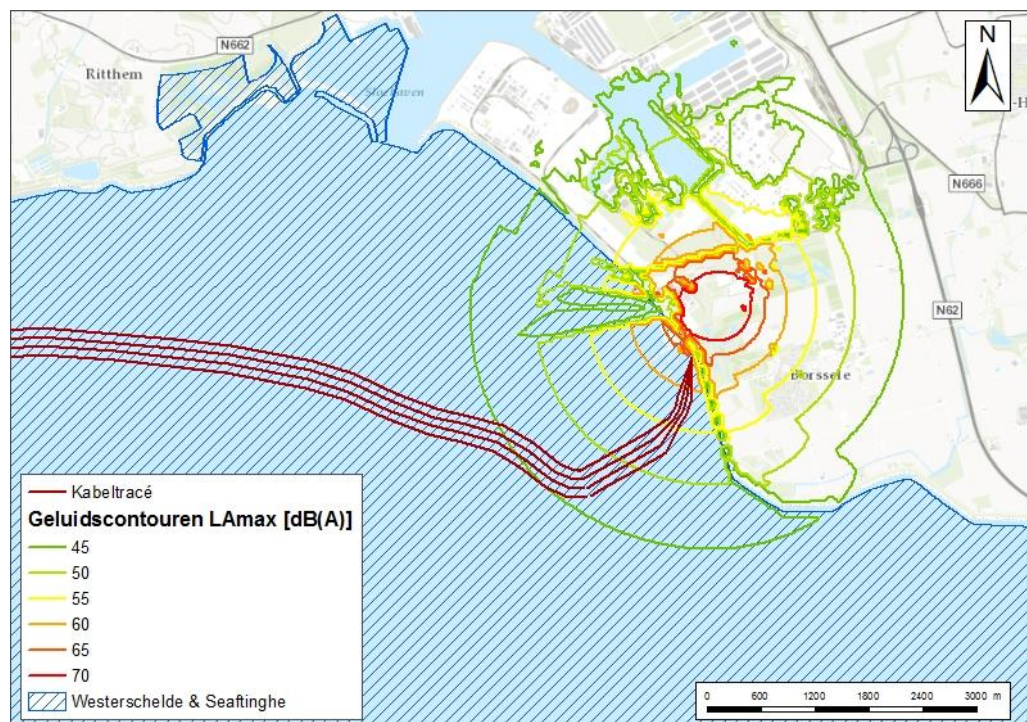 N662
Ritthem
Sloehaven
N
N666
N62
Borssele
Kabeltracé
Geluidscontouren LAmax [dB(A)]
45
50
55
60
65
70
Westerschelde & Seaftinghe
0 600 1200 1800 2400 3000 m